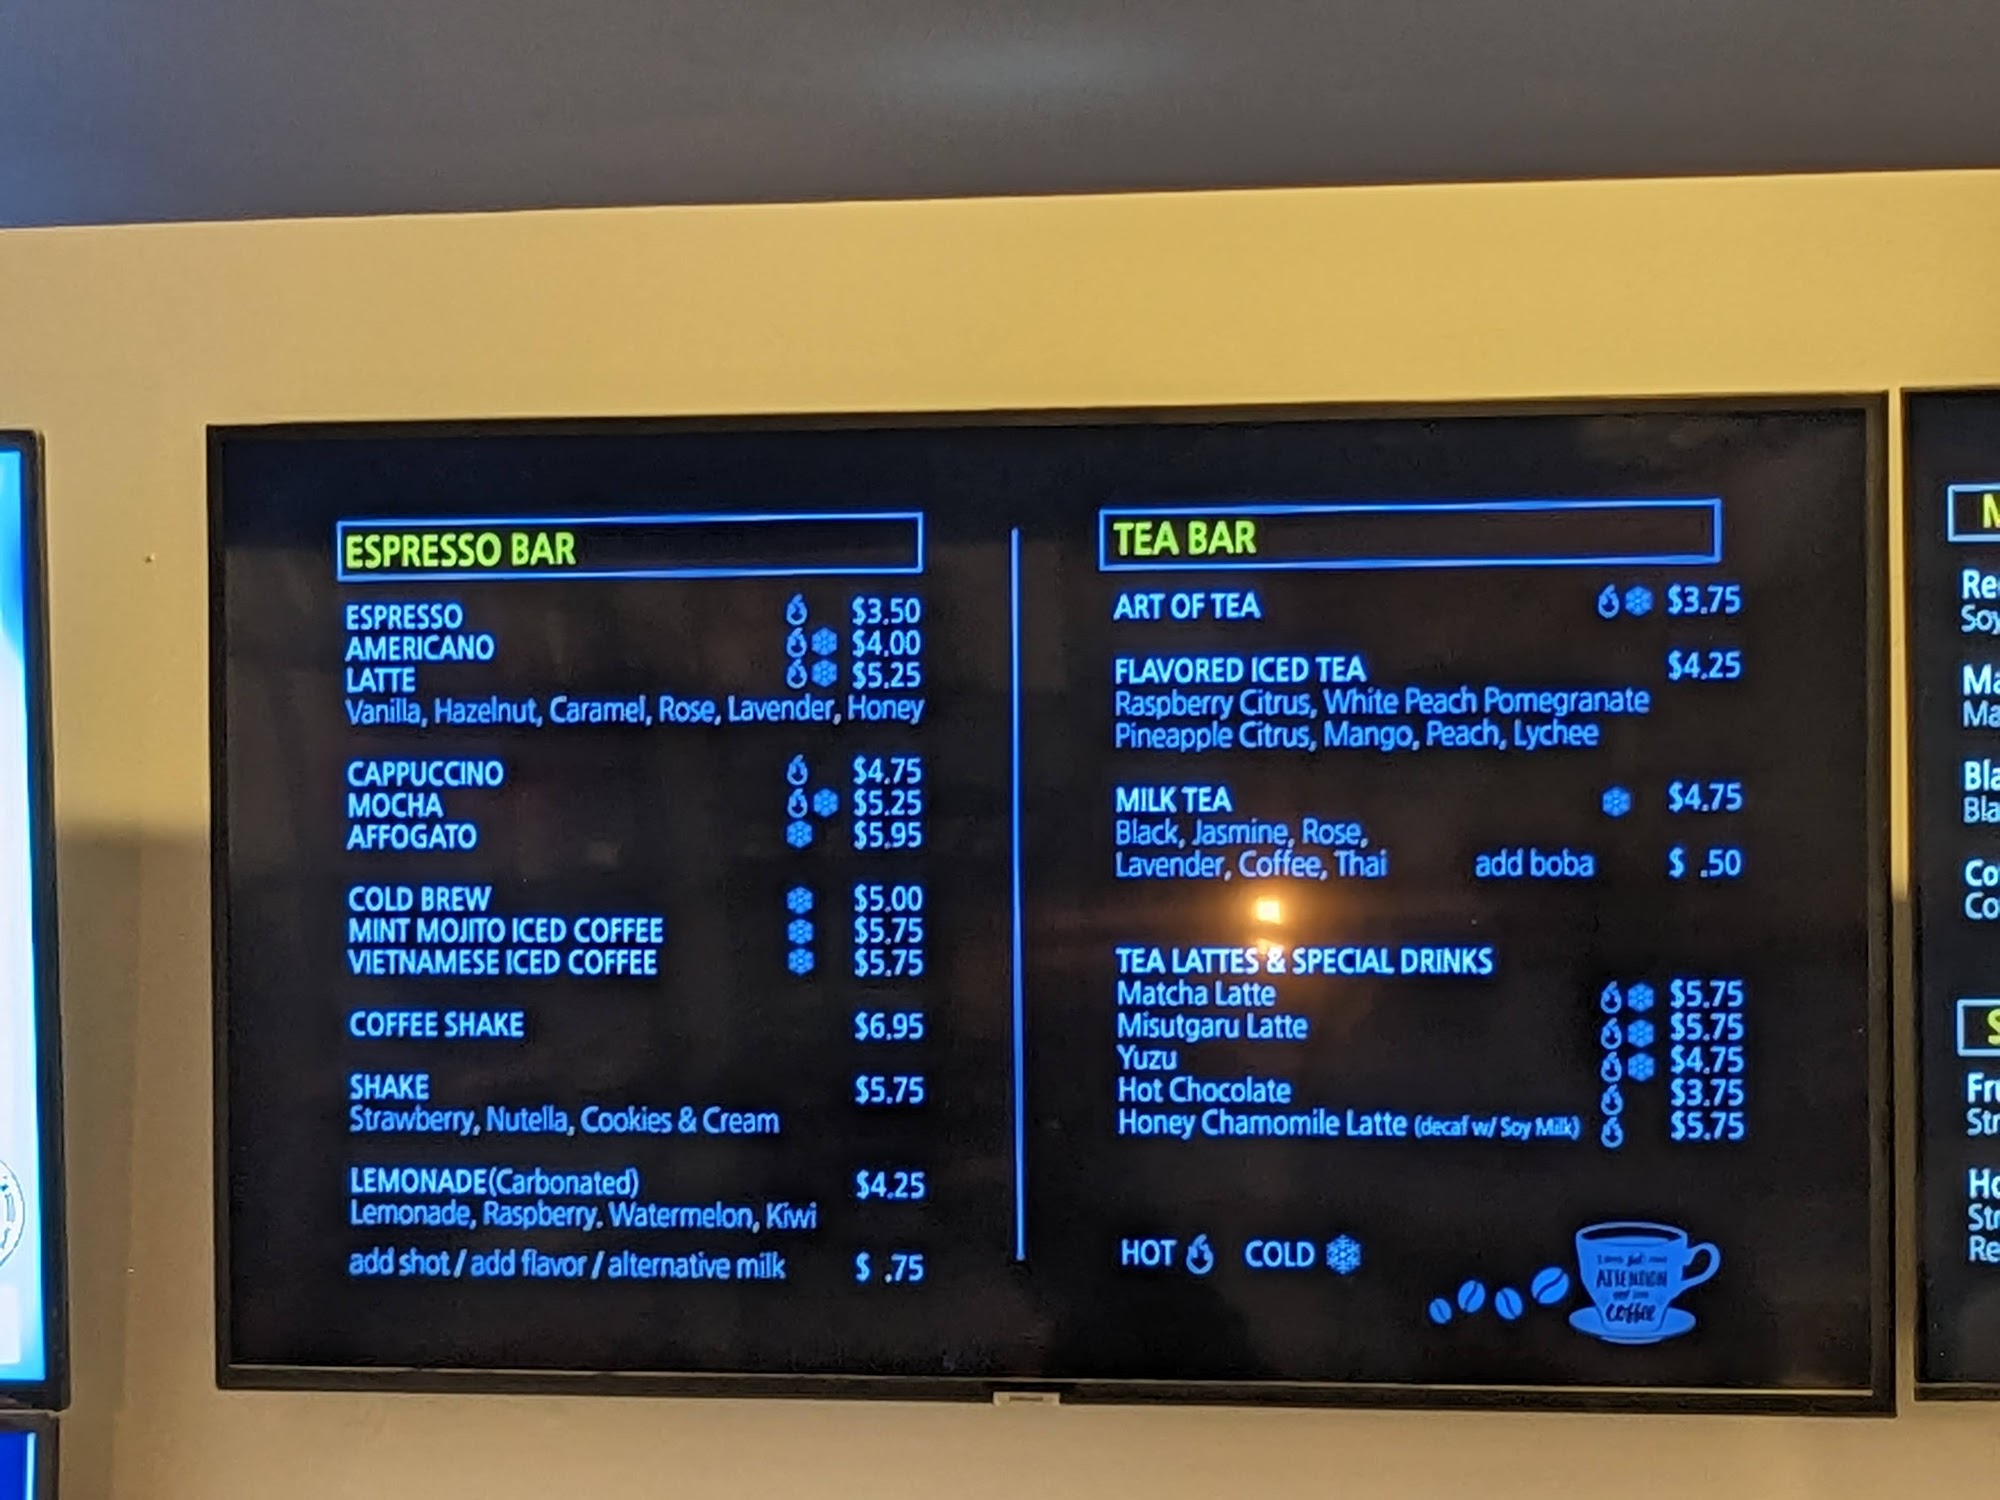 ESPRESSO BAR
ESPRESSO $3.50
AMERICANO $4.00
LATTE $5.25
Vanilla, Hazelnut, Caramel, Rose, Lavender, Honey
CAPPUCCINO $4.75
MOCHA $5.25
AFFOGATO $5.95
COLD BREW $5.00
MINT MOJITO ICED COFFEE $5.75
VIETNAMESE ICED COFFEE $5.75
COFFEE SHAKE $6.95
SHAKE $5.75
Strawberry, Nutella, Cookies & Cream
LEMONADE(Carbonated) $4.25
Lemonade, Raspberry. Watermelon, Kiwi
add shot / add flavor / alternative milk $ .75
TEA BAR
ART OF TEA $3.75
FLAVORED ICED TEA $4.25
Raspberry Citrus, White Peach Pomegranate
Pineapple Citrus, Mango, Peach, Lychee
MILK TEA $4.75
Black, Jasmine, Rose,
Lavender, Coffee, Thai add boba $ .50
TEA LATTES & SPECIAL DRINKS
Matcha Latte $5.75
Misutgaru Latte $5.75
Yuzu $4.75
Hot Chocolate $3.75
Honey Chamomile Latte (decaf w/ Soy Milk) $5.75
HOT COLD
ATTENTION
COFFEE